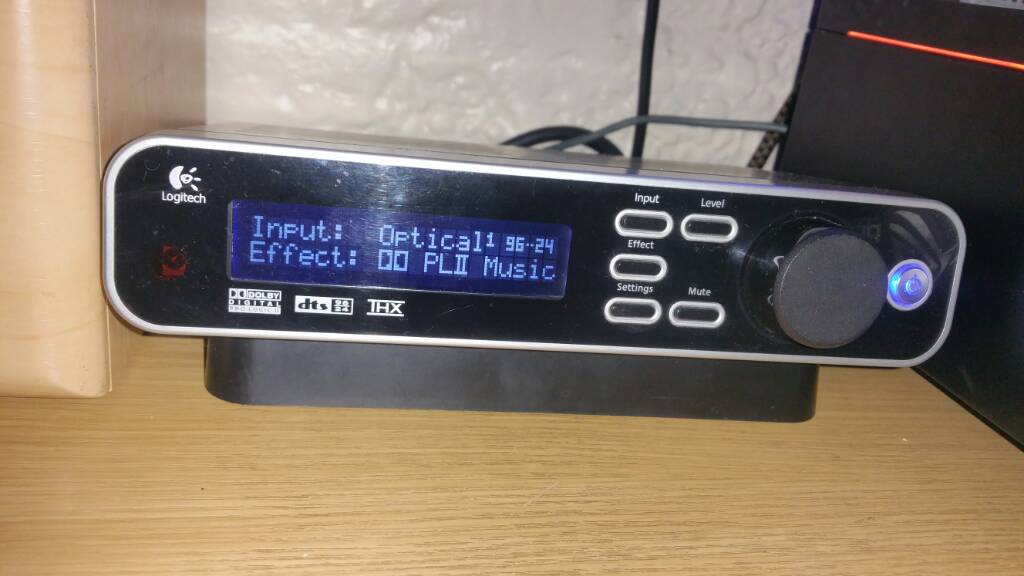 Logitech
Input: Optical1 96-24
Effect: DD PLII Music
DOLBY
DIGITAL
PRO LOGIC II
dts 96 24
THX
Input
Level
Effect
Settings
Mute